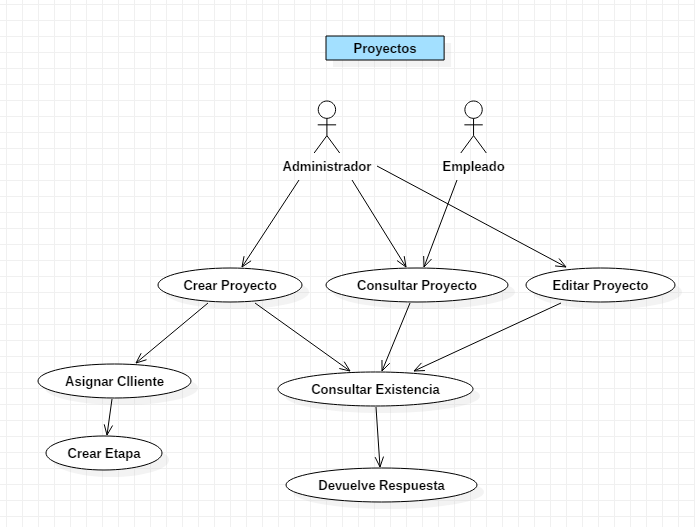 Proyectos
Administrador
Empleado
Crear Proyecto
Consultar Proyecto
Editar Proyecto
Asignar Clliente
Consultar Existencia
Crear Etapa
Devuelve Respuesta